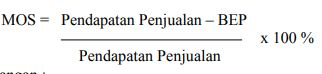 MOS = Pendapatan Penjualan – BEP
x 100 %
Pendapatan Penjualan